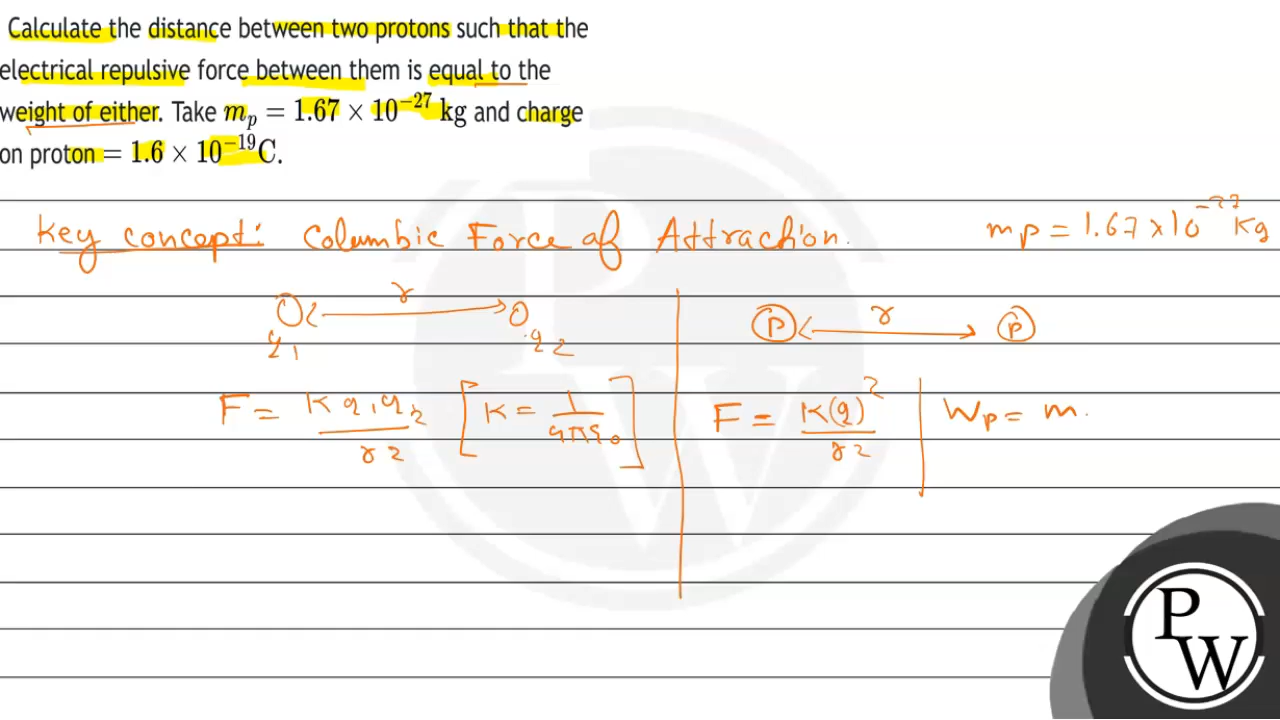 Calculate the distance between two protons such that the
electrical repulsive force between them is equal to the
weight of either. Take m_p = 1.67 × 10^{-27} kg and charge
on proton = 1.6 × 10^{-19} C.
Key concept: Columbic Force of Attraction.
m_p = 1.67 × 10^{-27} Kg
r
q_1
q_2
F = K q_1 q_2 / r^2 [K = 1 / 4πε_0]
P r P
F = K(q)^2 / r^2
W_p = m.
P
W
PW